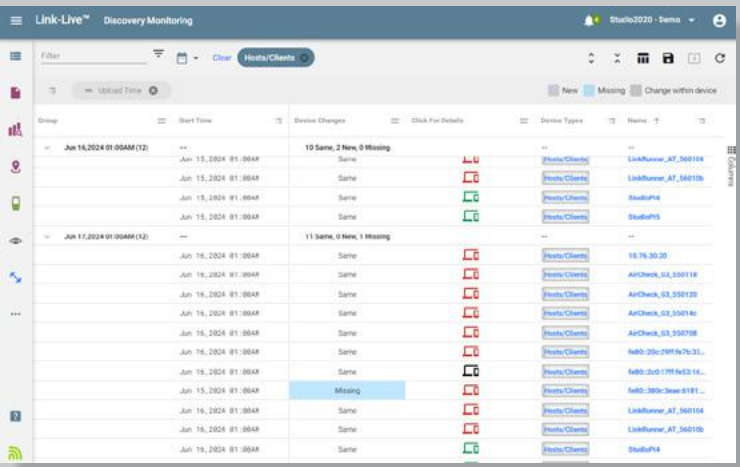 Link-Live™ Discovery Monitoring Studio2020 - Demo
Filter Clear Hosts/Clients
Upload Time New Missing Change within device
Group Start Time Device Changes Click For Details Device Types Name
Jun 16,2024 01:00AM (12) -- 10 Same, 2 New, 0 Missing -- --
Jun 15, 2024 01:00AM Same Hosts/Clients LinkRunner_AT_560104
Jun 15, 2024 01:00AM Same Hosts/Clients LinkRunner_AT_56010b
Jun 15, 2024 01:00AM Same Hosts/Clients StudioPi4
Jun 15, 2024 01:00AM Same Hosts/Clients StudioPi5
Jun 17,2024 01:00AM (12) -- 11 Same, 0 New, 1 Missing -- --
Jun 16, 2024 01:00AM Same Hosts/Clients 10.76.30.20
Jun 16, 2024 01:00AM Same Hosts/Clients AirCheck_G3_550118
Jun 16, 2024 01:00AM Same Hosts/Clients AirCheck_G3_550120
Jun 16, 2024 01:00AM Same Hosts/Clients AirCheck_G3_55014c
Jun 16, 2024 01:00AM Same Hosts/Clients AirCheck_G3_550708
Jun 16, 2024 01:00AM Same Hosts/Clients
Jun 16, 2024 01:00AM Same Hosts/Clients
Jun 15, 2024 01:00AM Missing Hosts/Clients
Jun 16, 2024 01:00AM Same Hosts/Clients LinkRunner_AT_560104
Jun 16, 2024 01:00AM Same Hosts/Clients LinkRunner_AT_56010b
Jun 16, 2024 01:00AM Same Hosts/Clients StudioPi4
Columns